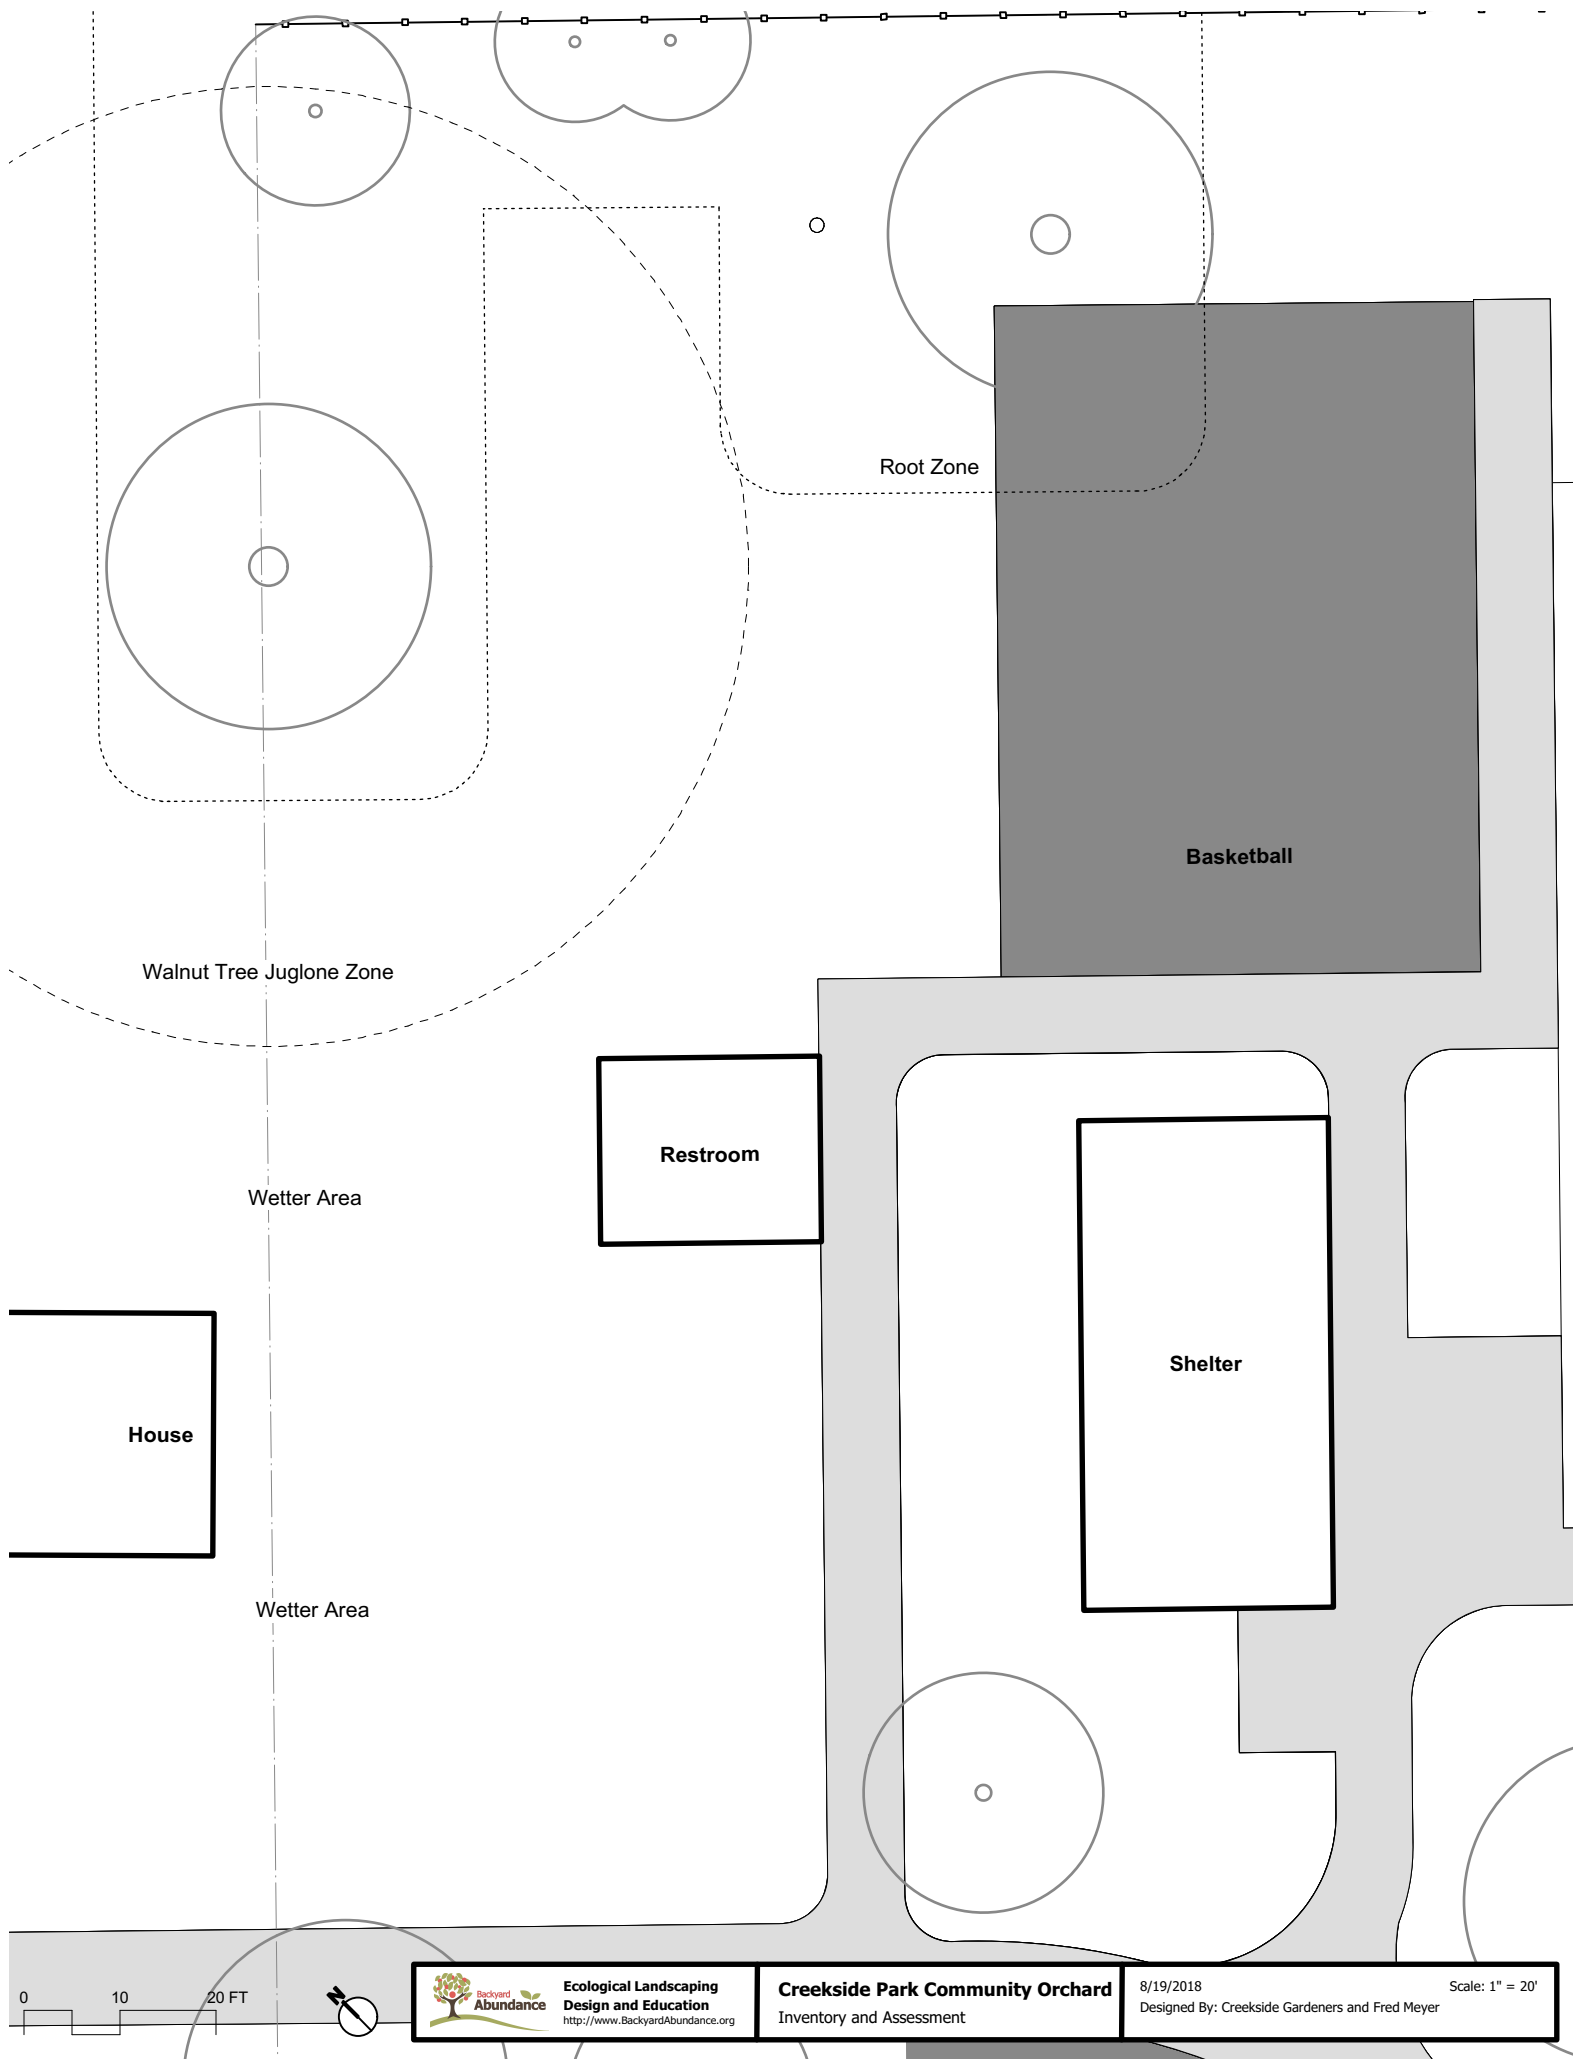 Root Zone
Basketball
Walnut Tree Juglone Zone
Restroom
Wetter Area
Shelter
House
Wetter Area
0 10 20 FT
N
Backyard
Abundance
Ecological Landscaping
Design and Education
http://www.BackyardAbundance.org
Creekside Park Community Orchard
Inventory and Assessment
8/19/2018
Scale: 1" = 20'
Designed By: Creekside Gardeners and Fred Meyer